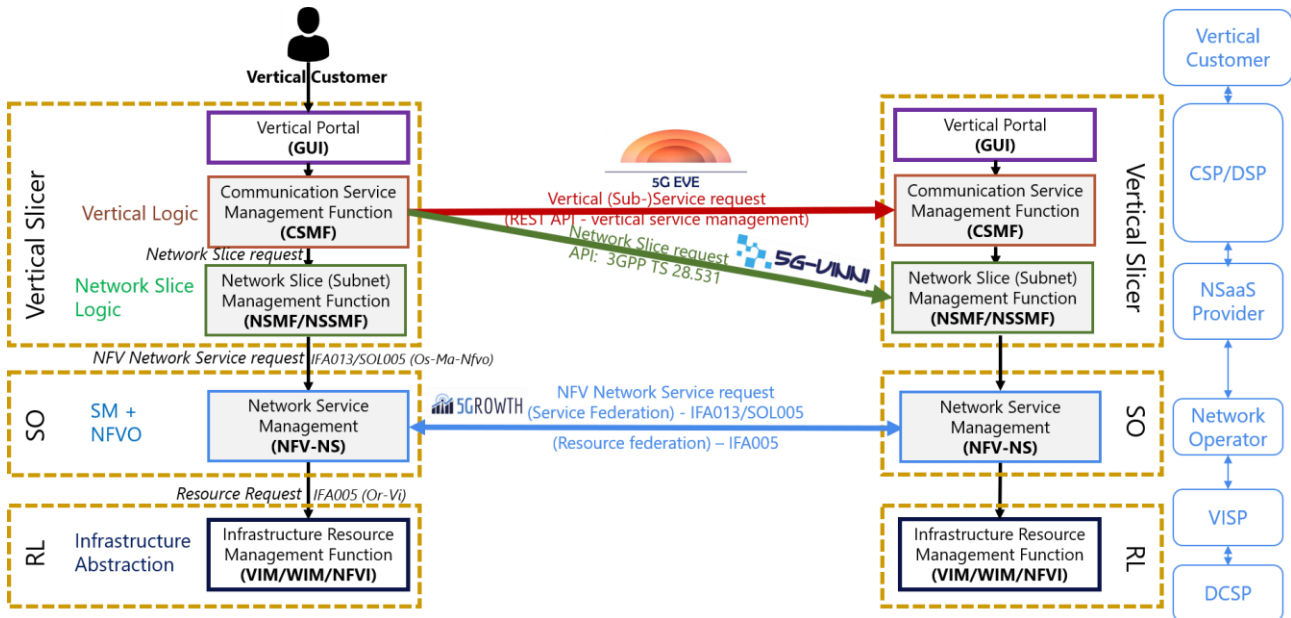 Vertical Customer
Vertical Slicer
Vertical Portal
(GUI)
Vertical Logic
Communication Service
Management Function
(CSMF)
Network Slice request
Network Slice
Logic
Network Slice (Subnet)
Management Function
(NSMF/NSSMF)
NFV Network Service request
IFA013/SOL005 (Os-Ma-Nfvo)
SO
SM +
NFVO
Network Service
Management
(NFV-NS)
Resource Request
IFA005 (Or-Vi)
RL
Infrastructure
Abstraction
Infrastructure Resource
Management Function
(VIM/WIM/NFVI)
5G EVE
Vertical (Sub-)Service request
(REST API - vertical service management)
Network Slice request
API: 3GPP TS 28.531
5G-VINNI
5GROWTH
NFV Network Service request
(Service Federation) - IFA013/SOL005
(Resource federation) – IFA005
Vertical Portal
(GUI)
Communication Service
Management Function
(CSMF)
Network Slice (Subnet)
Management Function
(NSMF/NSSMF)
Vertical Slicer
Network Service
Management
(NFV-NS)
SO
Infrastructure Resource
Management Function
(VIM/WIM/NFVI)
RL
Vertical
Customer
CSP/DSP
NSaaS
Provider
Network
Operator
VISP
DCSP